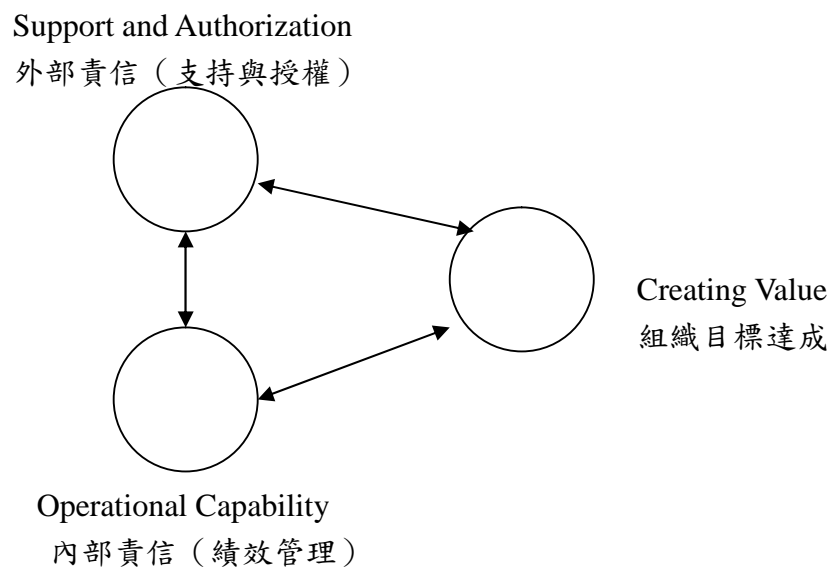 Support and Authorization
外部責信（支持與授權）
Creating Value
組織目標達成
Operational Capability
內部責信（績效管理）